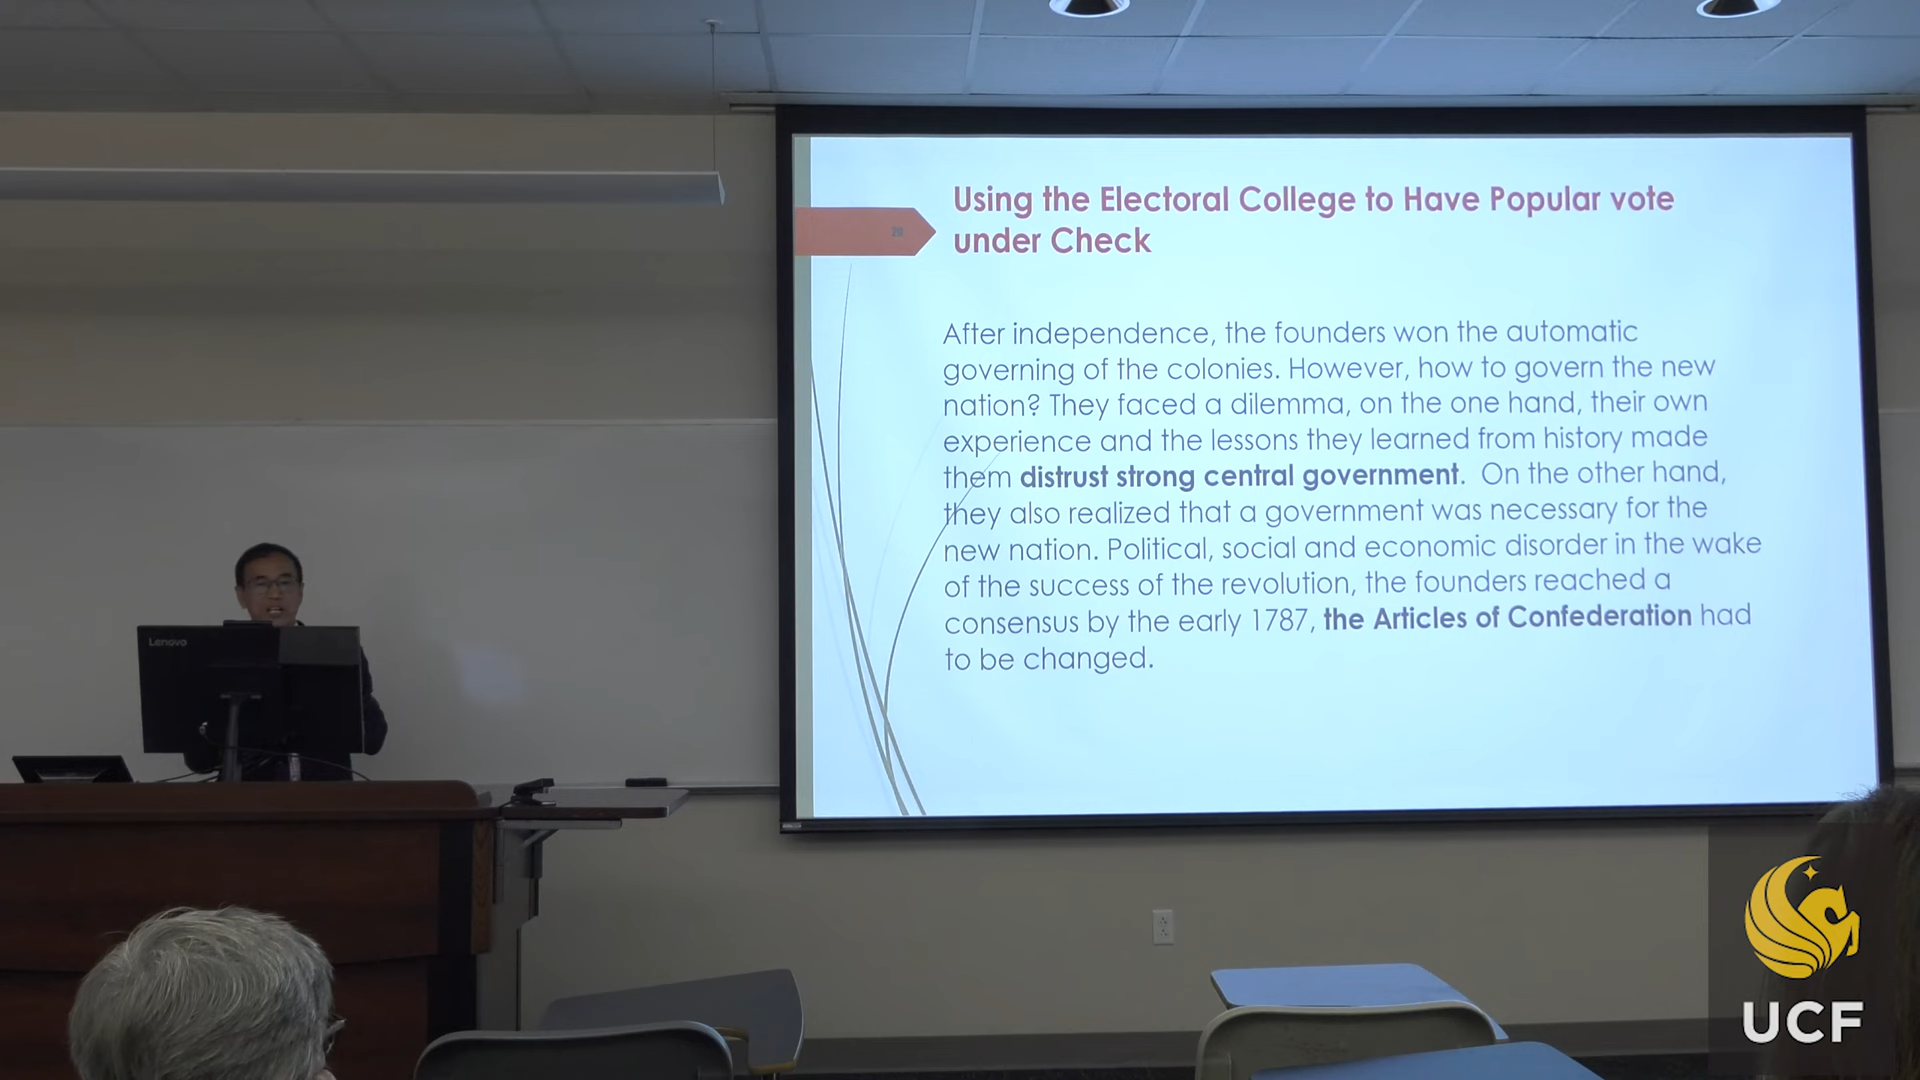 Using the Electoral College to Have Popular vote
under Check
20
After independence, the founders won the automatic
governing of the colonies. However, how to govern the new
nation? They faced a dilemma, on the one hand, their own
experience and the lessons they learned from history made
them distrust strong central government. On the other hand,
they also realized that a government was necessary for the
new nation. Political, social and economic disorder in the wake
of the success of the revolution, the founders reached a
consensus by the early 1787, the Articles of Confederation had
to be changed.
Lenovo
UCF